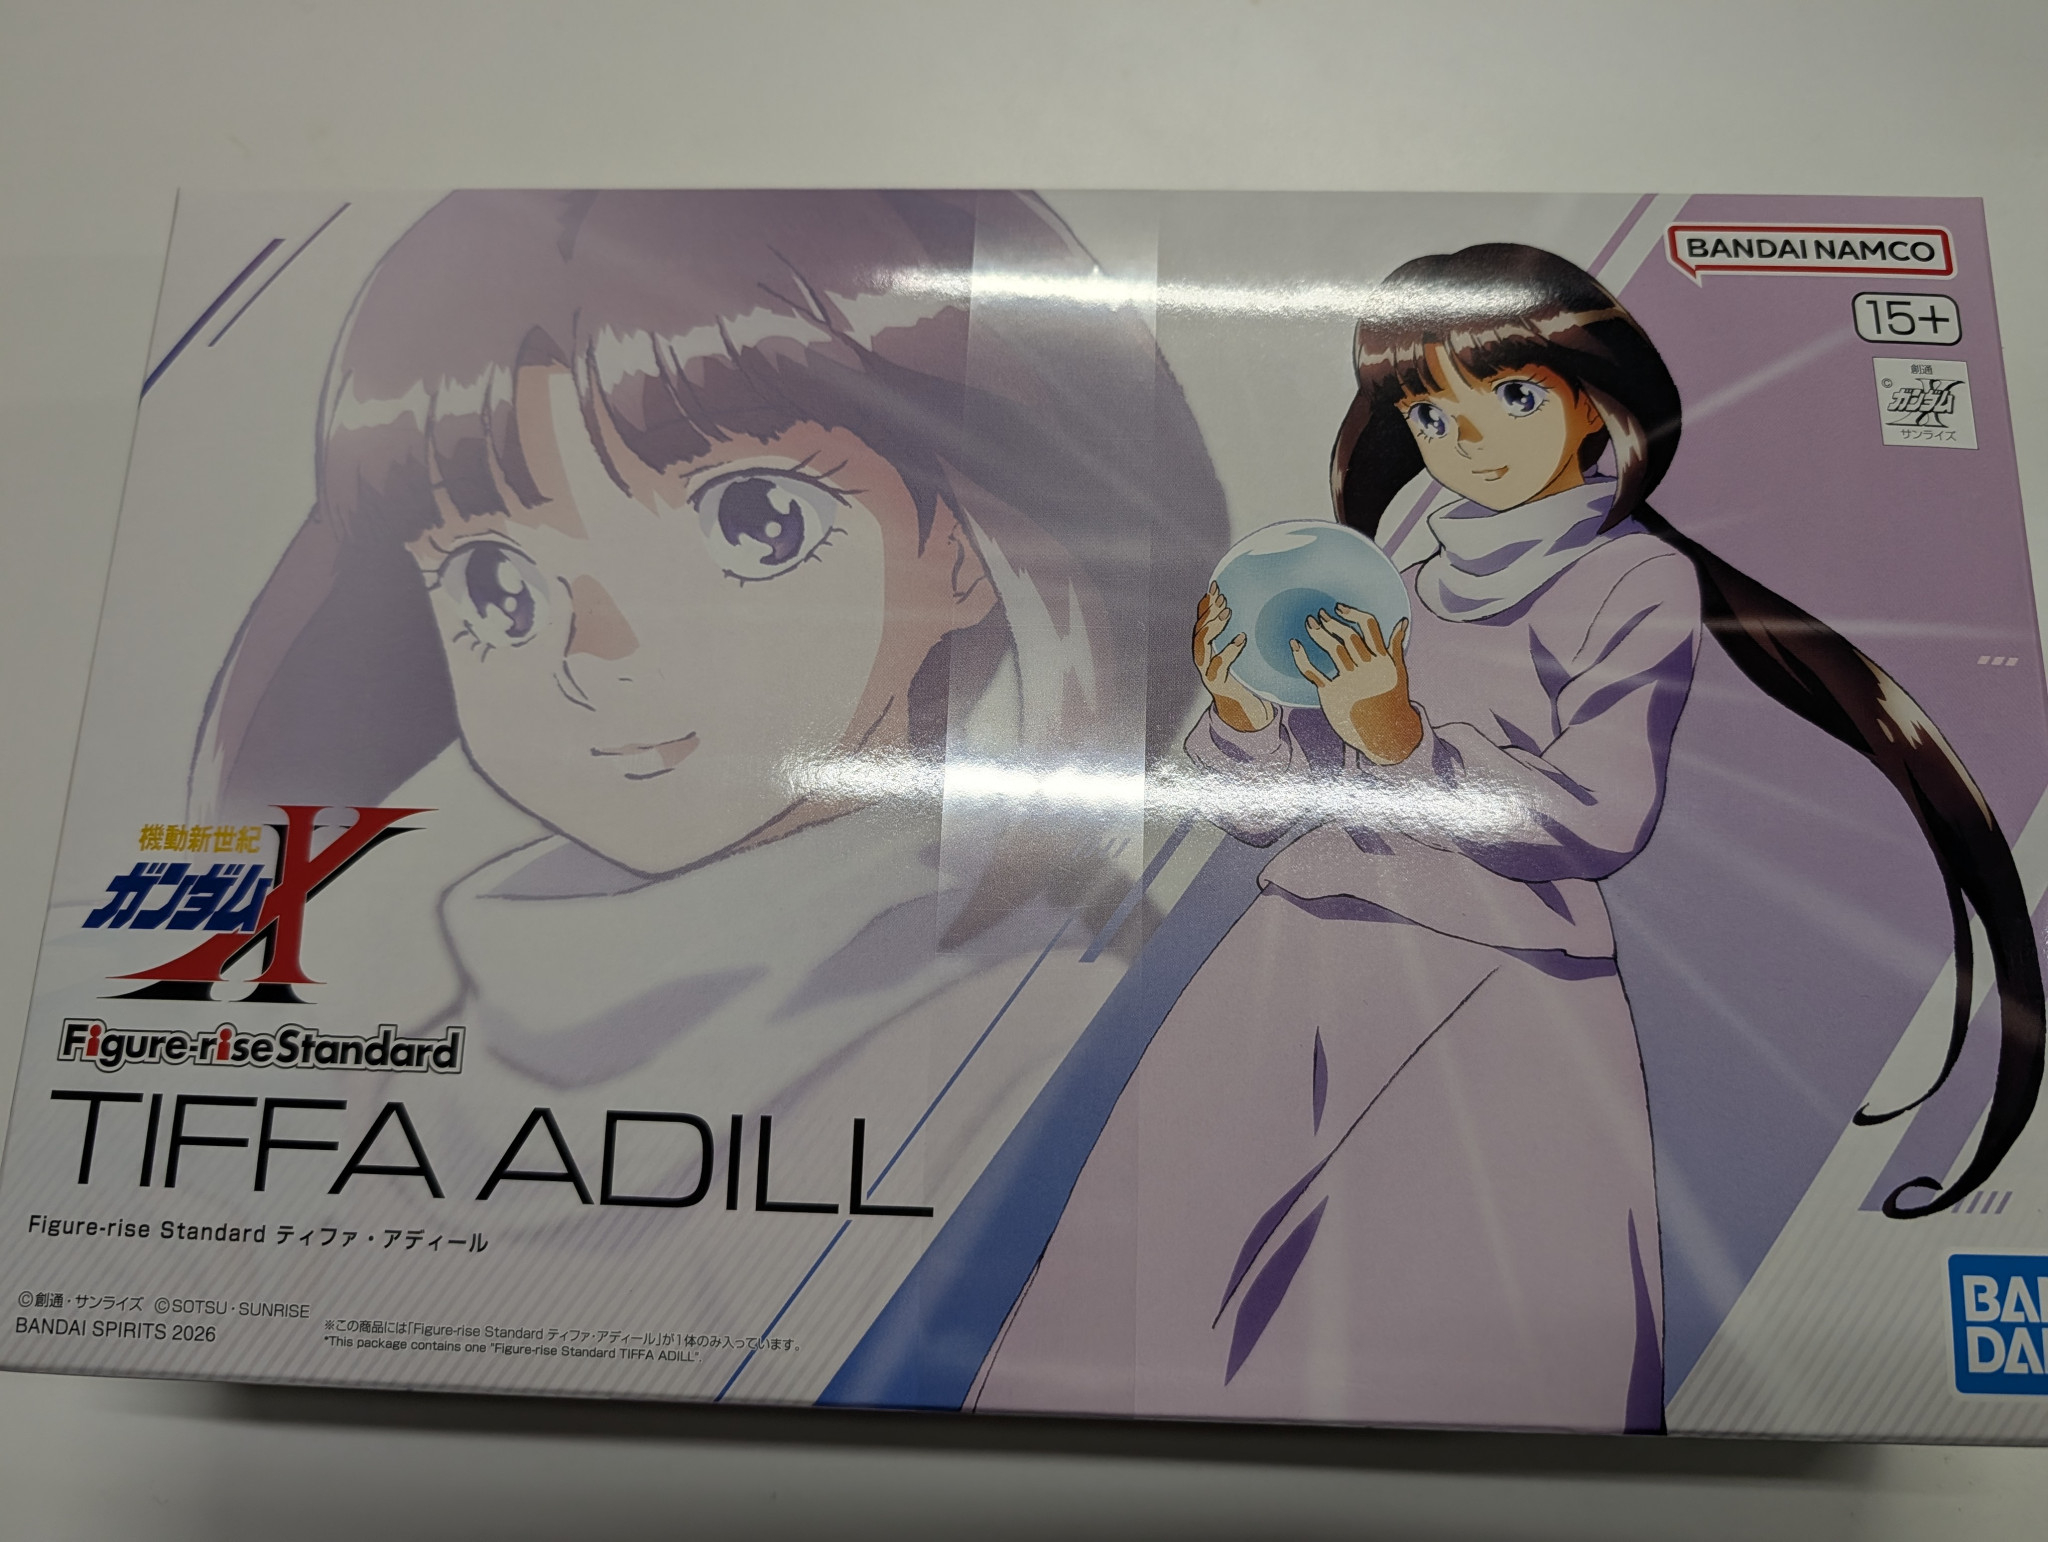 BANDAI NAMCO
15+
創通
©
ガンダムX
サンライズ
機動新世紀
ガンダムX
Figure-riseStandard
TIFFA ADILL
Figure-rise Standard ティファ・アディール
©創通・サンライズ ©SOTSU・SUNRISE
BANDAI SPIRITS 2026
※この商品には「Figure-rise Standard ティファ・アディール」が1体のみ入っています。
*This package contains one "Figure-rise Standard TIFFA ADILL".
BAN
DAI